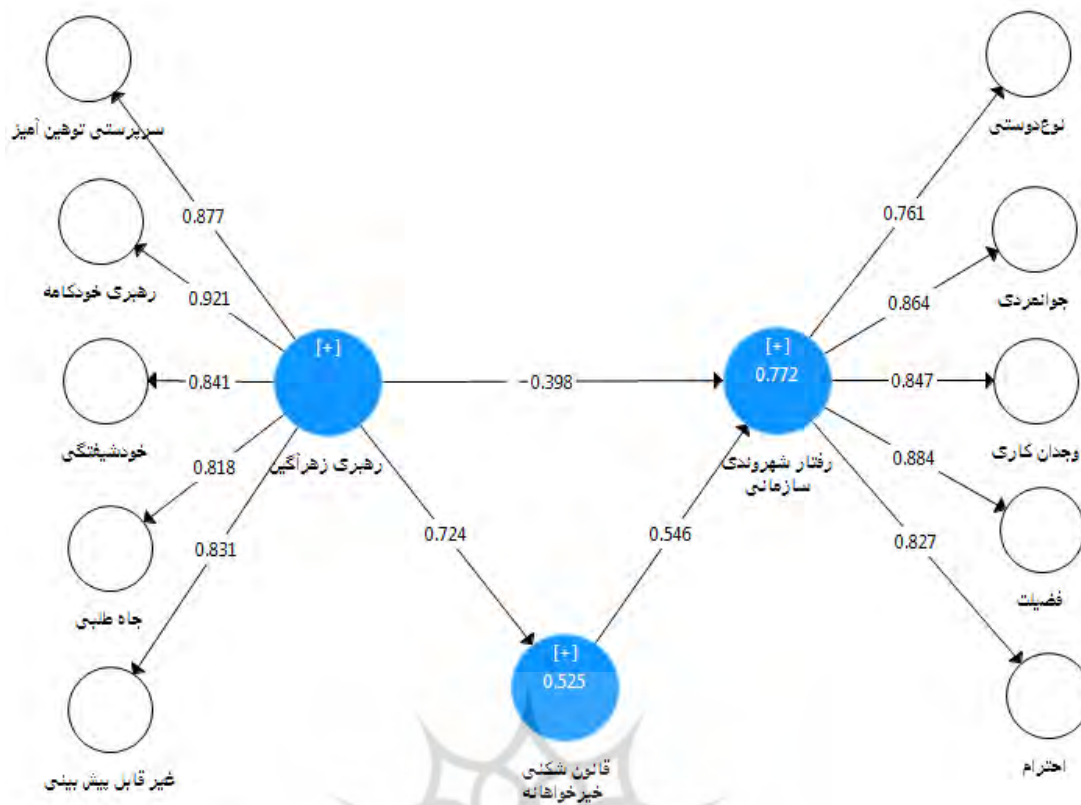 سرپرستی توهین آمیز
نوع‌دوستی
0.877
0.761
رهبری خودکامه
جوانمردی
0.921
0.864
[+]
[+]
0.772
0.841
-0.398
0.847
خودشیفتگی
رهبری زهرآگین
رفتار شهروندی
سازمانی
وجدان کاری
0.818
0.884
0.831
0.724
0.546
0.827
جاه طلبی
فضیلت
[+]
0.525
غیر قابل پیش بینی
قانون شکنی
خیرخواهانه
احترام